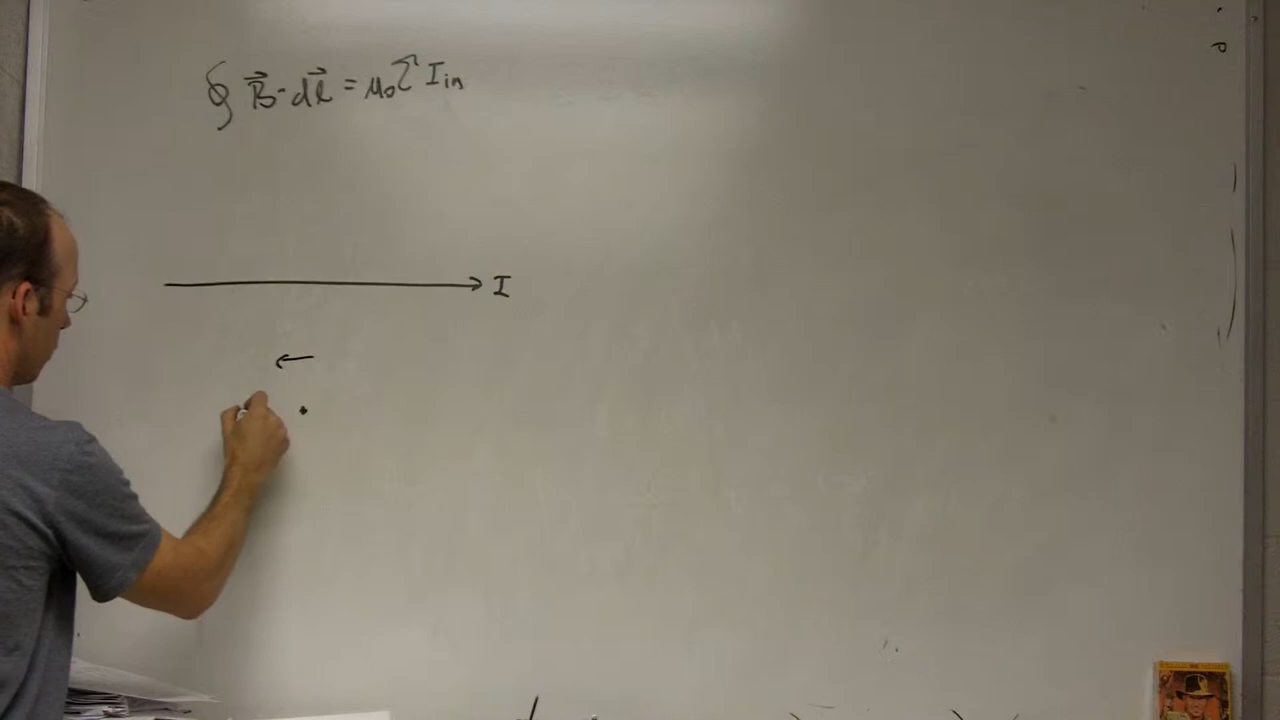 ∮ B⃗·dl⃗ = μ₀ Σ I_in
I
P